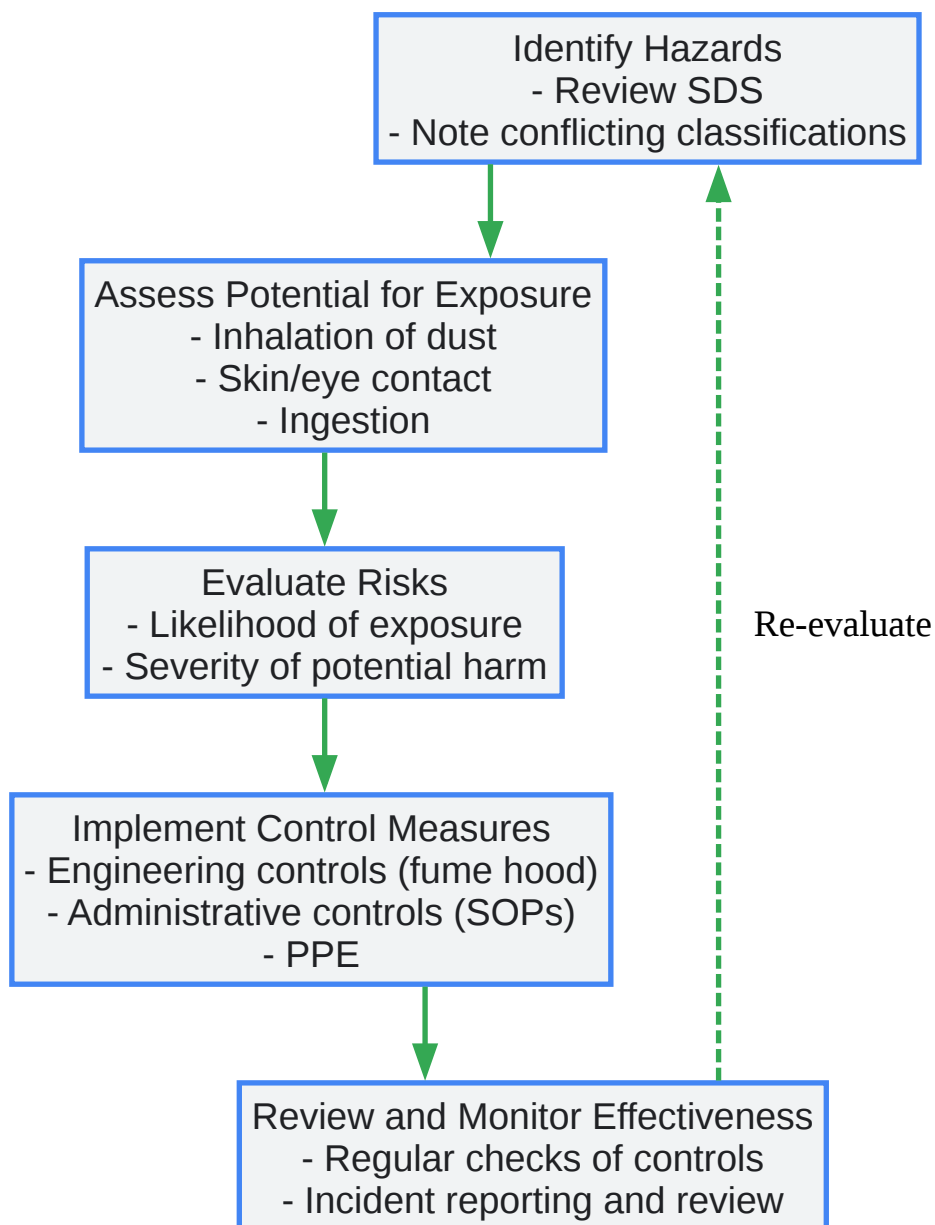 Identify Hazards
- Review SDS
- Note conflicting classifications
Assess Potential for Exposure
- Inhalation of dust
- Skin/eye contact
- Ingestion
Evaluate Risks
- Likelihood of exposure
- Severity of potential harm
Re-evaluate
Implement Control Measures
- Engineering controls (fume hood)
- Administrative controls (SOPs)
- PPE
Review and Monitor Effectiveness
- Regular checks of controls
- Incident reporting and review